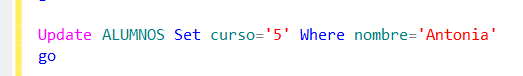 Update ALUMNOS Set curso='5' Where nombre='Antonia'
go